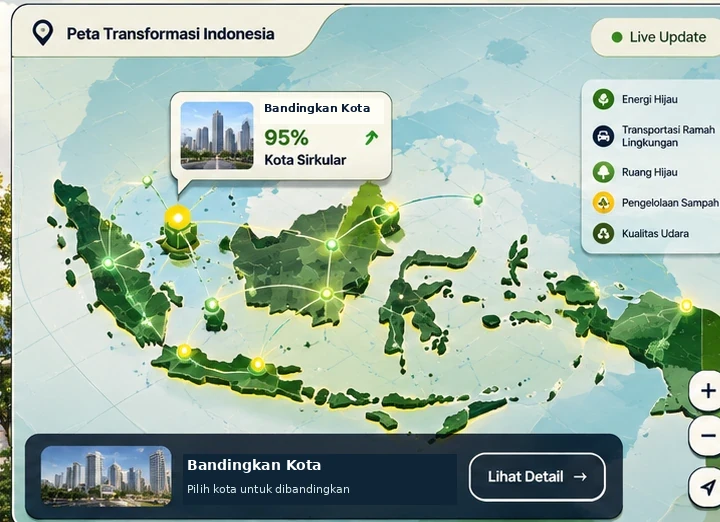 Peta Transformasi Indonesia
Live Update
Bandingkan Kota
95%
Kota Sirkular
Energi Hijau
Transportasi Ramah
Lingkungan
Ruang Hijau
Pengelolaan Sampah
Kualitas Udara
Bandingkan Kota
Pilih kota untuk dibandingkan
Lihat Detail →